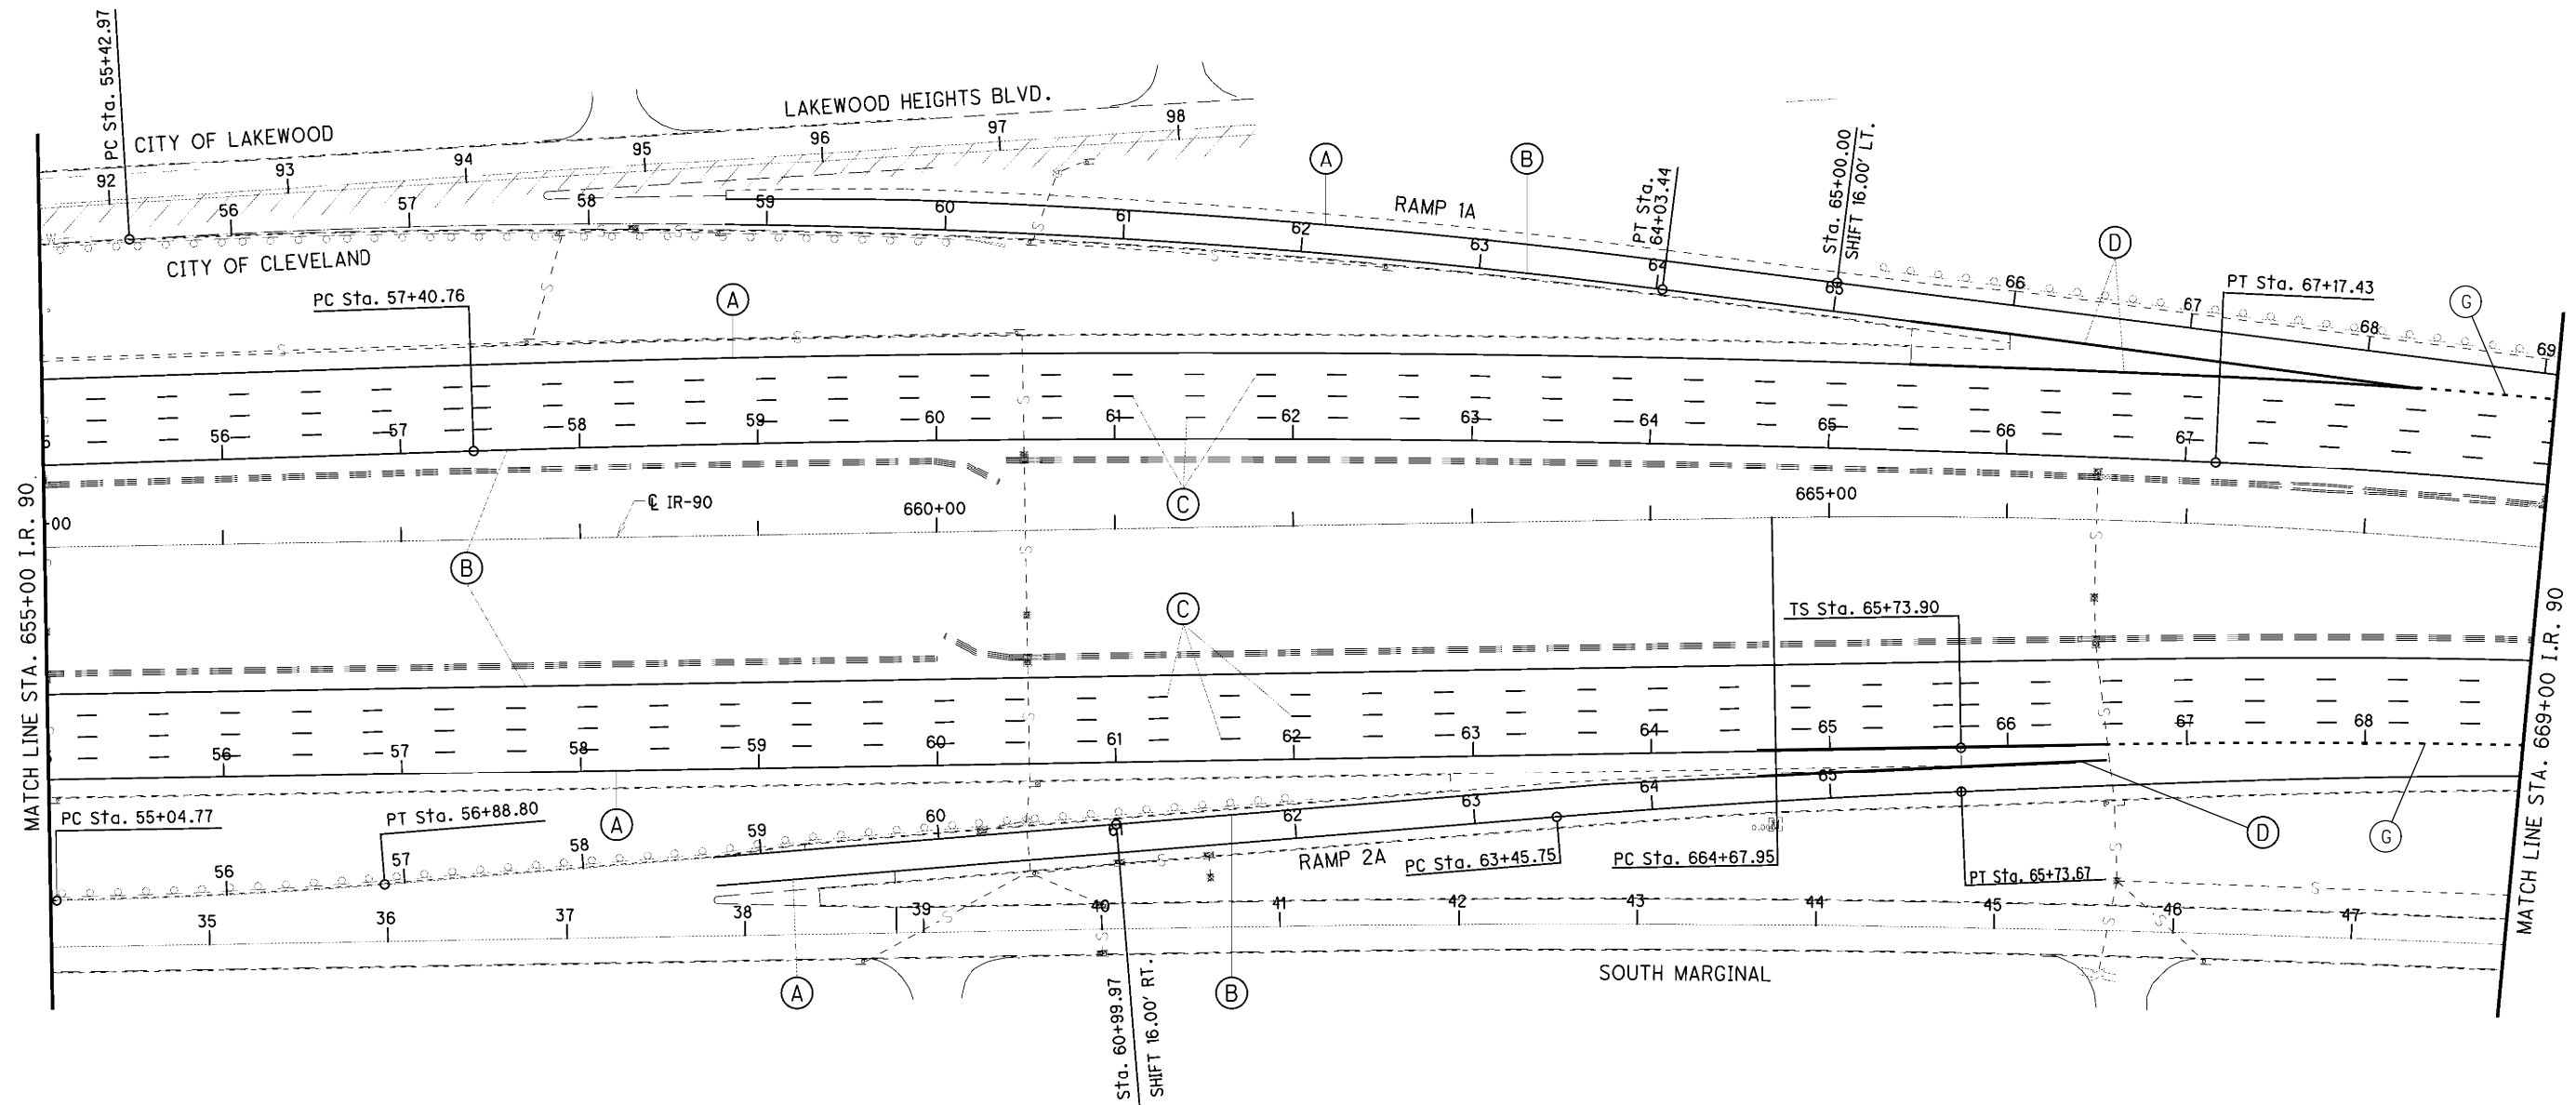 PC Sta. 55+42.97
CITY OF LAKEWOOD
LAKEWOOD HEIGHTS BLVD.
92 93 94 95 96 97 98
A
B
RAMP 1A
PT Sta.
64+03.44
Sta. 65+00.00
SHIFT 16.00' LT.
D
56 57 58 59 60 61 62 63 64 65 66 67 68 69
CITY OF CLEVELAND
PC Sta. 57+40.76
A
PT Sta. 67+17.43
G
56 57 58 59 60 61 62 63 64 65 66 67
C
℄ IR-90
+00
660+00
665+00
B
C
TS Sta. 65+73.90
56 57 58 59 60 61 62 63 64 65 66 67 68
MATCH LINE STA. 655+00 I.R. 90
MATCH LINE STA. 669+00 I.R. 90
PC Sta. 55+04.77
PT Sta. 56+88.80
A
D
G
56 57 58 59 60 61 62 63 64 65
RAMP 2A
PC Sta. 63+45.75
PC Sta. 664+67.95
PT Sta. 65+73.67
35 36 37 38 39 40 41 42 43 44 45 46 47
A
B
SOUTH MARGINAL
Sta. 60+99.97
SHIFT 16.00' RT.